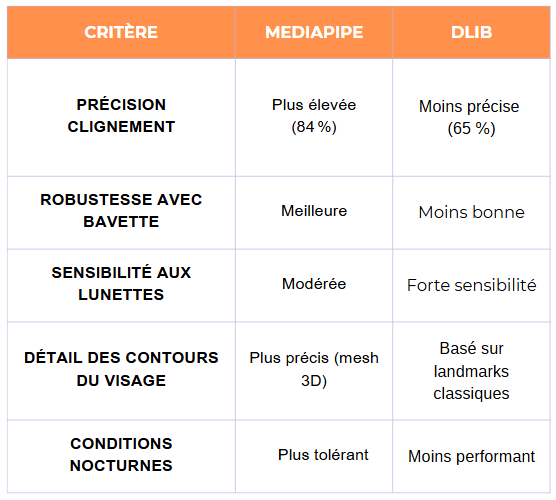 CRITÈRE
MEDIAPIPE
DLIB
PRÉCISION
CLIGNEMENT
Plus élevée
(84 %)
Moins précise
(65 %)
ROBUSTESSE AVEC
BAVETTE
Meilleure
Moins bonne
SENSIBILITÉ AUX
LUNETTES
Modérée
Forte sensibilité
DÉTAIL DES CONTOURS
DU VISAGE
Plus précis (mesh
3D)
Basé sur
landmarks
classiques
CONDITIONS
NOCTURNES
Plus tolérant
Moins performant